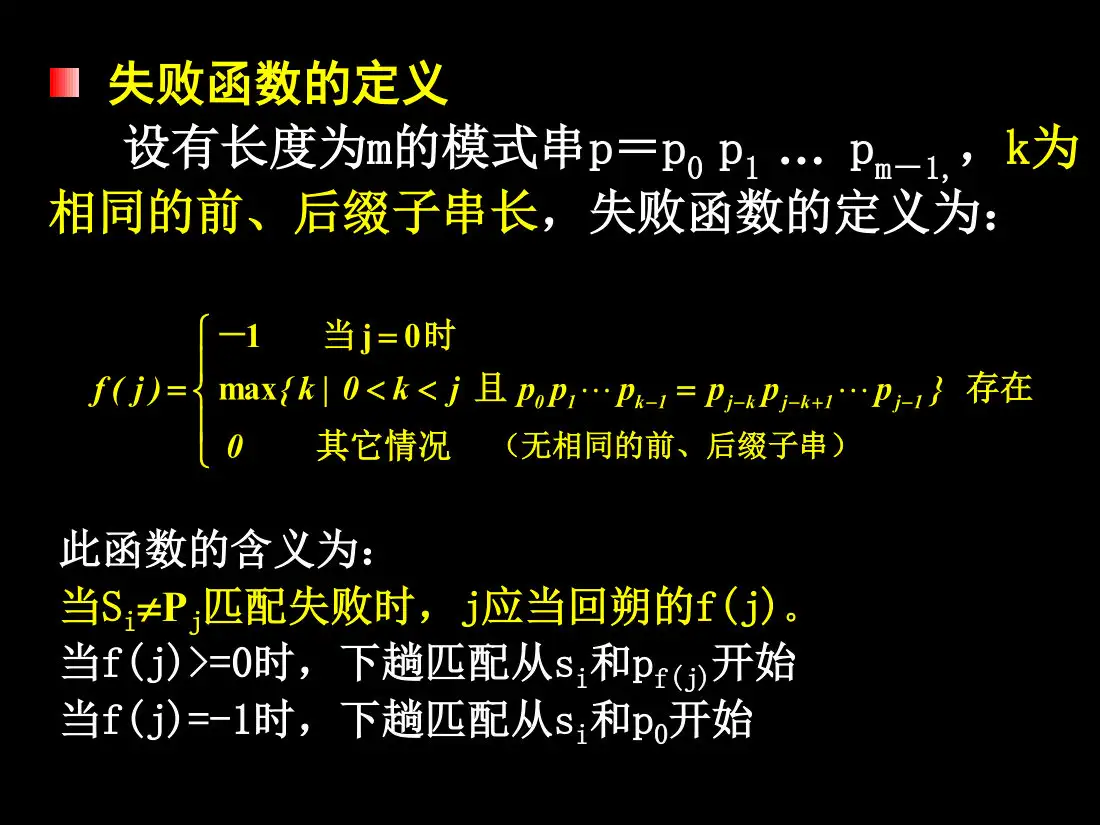 失败函数的定义
设有长度为m的模式串p＝p0 p1 … pm－1,，k为
相同的前、后缀子串长，失败函数的定义为：
f(j)={ －1 当j=0时
max{k| 0<k<j 且 p0p1⋯pk−1=pj−kpj−k+1⋯pj−1} 存在
0 其它情况 （无相同的前、后缀子串）
此函数的含义为：
当Si≠Pj匹配失败时，j应当回朔的f(j)。
当f(j)>=0时，下趟匹配从si和pf(j)开始
当f(j)=-1时，下趟匹配从si和p0开始